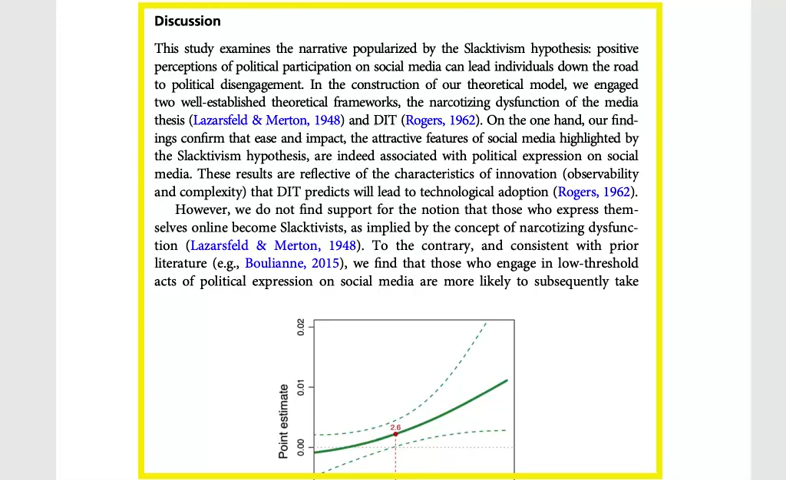 Discussion
This study examines the narrative popularized by the Slacktivism hypothesis: positive
perceptions of political participation on social media can lead individuals down the road
to political disengagement. In the construction of our theoretical model, we engaged
two well-established theoretical frameworks, the narcotizing dysfunction of the media
thesis (Lazarsfeld & Merton, 1948) and DIT (Rogers, 1962). On the one hand, our find-
ings confirm that ease and impact, the attractive features of social media highlighted by
the Slacktivism hypothesis, are indeed associated with political expression on social
media. These results are reflective of the characteristics of innovation (observability
and complexity) that DIT predicts will lead to technological adoption (Rogers, 1962).
However, we do not find support for the notion that those who express them-
selves online become Slacktivists, as implied by the concept of narcotizing dysfunc-
tion (Lazarsfeld & Merton, 1948). To the contrary, and consistent with prior
literature (e.g., Boulianne, 2015), we find that those who engage in low-threshold
acts of political expression on social media are more likely to subsequently take
0.02
0.01
Point estimate
2.6
0.00